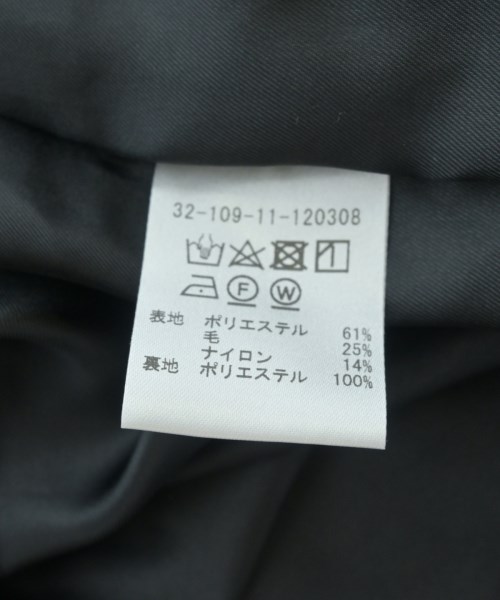 32-109-11-120308
F W
表地 ポリエステル 61%
毛 25%
ナイロン 14%
裏地 ポリエステル 100%